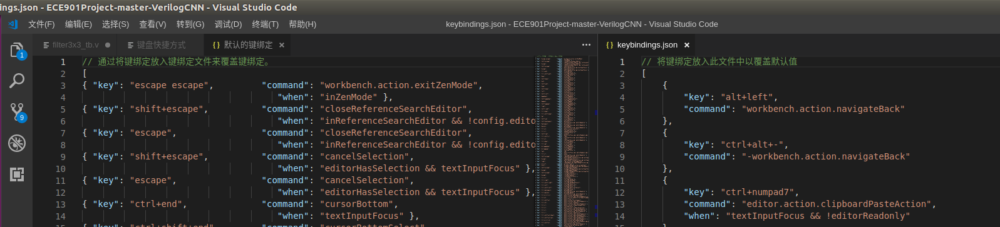 ings.json - ECE901Project-master-VerilogCNN - Visual Studio Code
文件(F) 编辑(E) 选择(S) 查看(V) 转到(G) 调试(D) 终端(T) 帮助(H) keybindings.json - ECE901Project-master-VerilogCNN - Visual Studio Code
filter3x3_tb.v 键盘快捷方式 {} 默认的键绑定 ×
1 // 通过将键绑定放入键绑定文件来覆盖键绑定。
2 [
3 { "key": "escape escape", "command": "workbench.action.exitZenMode",
4 "when": "inZenMode" },
5 { "key": "shift+escape", "command": "closeReferenceSearchEditor",
6 "when": "inReferenceSearchEditor && !config.edito
7 { "key": "escape", "command": "closeReferenceSearchEditor",
8 "when": "inReferenceSearchEditor && !config.edito
9 { "key": "shift+escape", "command": "cancelSelection",
10 "when": "editorHasSelection && textInputFocus" },
11 { "key": "escape", "command": "cancelSelection",
12 "when": "editorHasSelection && textInputFocus" },
13 { "key": "ctrl+end", "command": "cursorBottom",
14 "when": "textInputFocus" },
15 { "key": "ctrl+shift+end", "command": "cursorBottomSelect",
{} keybindings.json ×
1 // 将键绑定放入此文件中以覆盖默认值
2 [
3 {
4 "key": "alt+left",
5 "command": "workbench.action.navigateBack"
6 },
7 {
8 "key": "ctrl+alt+-",
9 "command": "-workbench.action.navigateBack"
10 },
11 {
12 "key": "ctrl+numpad7",
13 "command": "editor.action.clipboardPasteAction",
14 "when": "textInputFocus && !editorReadonly"
15 }
1
9